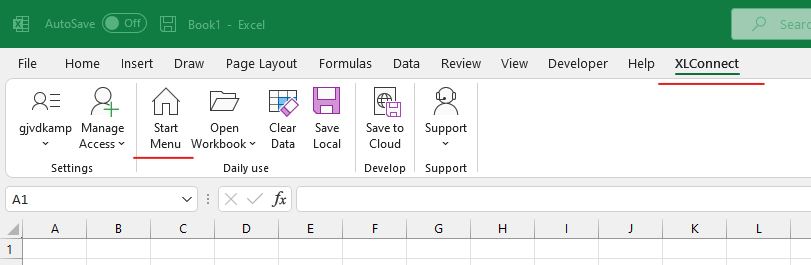 AutoSave Off Book1 - Excel Searc
File Home Insert Draw Page Layout Formulas Data Review View Developer Help XLConnect
gjvdkamp Manage Access Start Menu Open Workbook Clear Data Save Local Save to Cloud Support
Settings Daily use Develop Support
A1 fx
A B C D E F G H I J K L
1